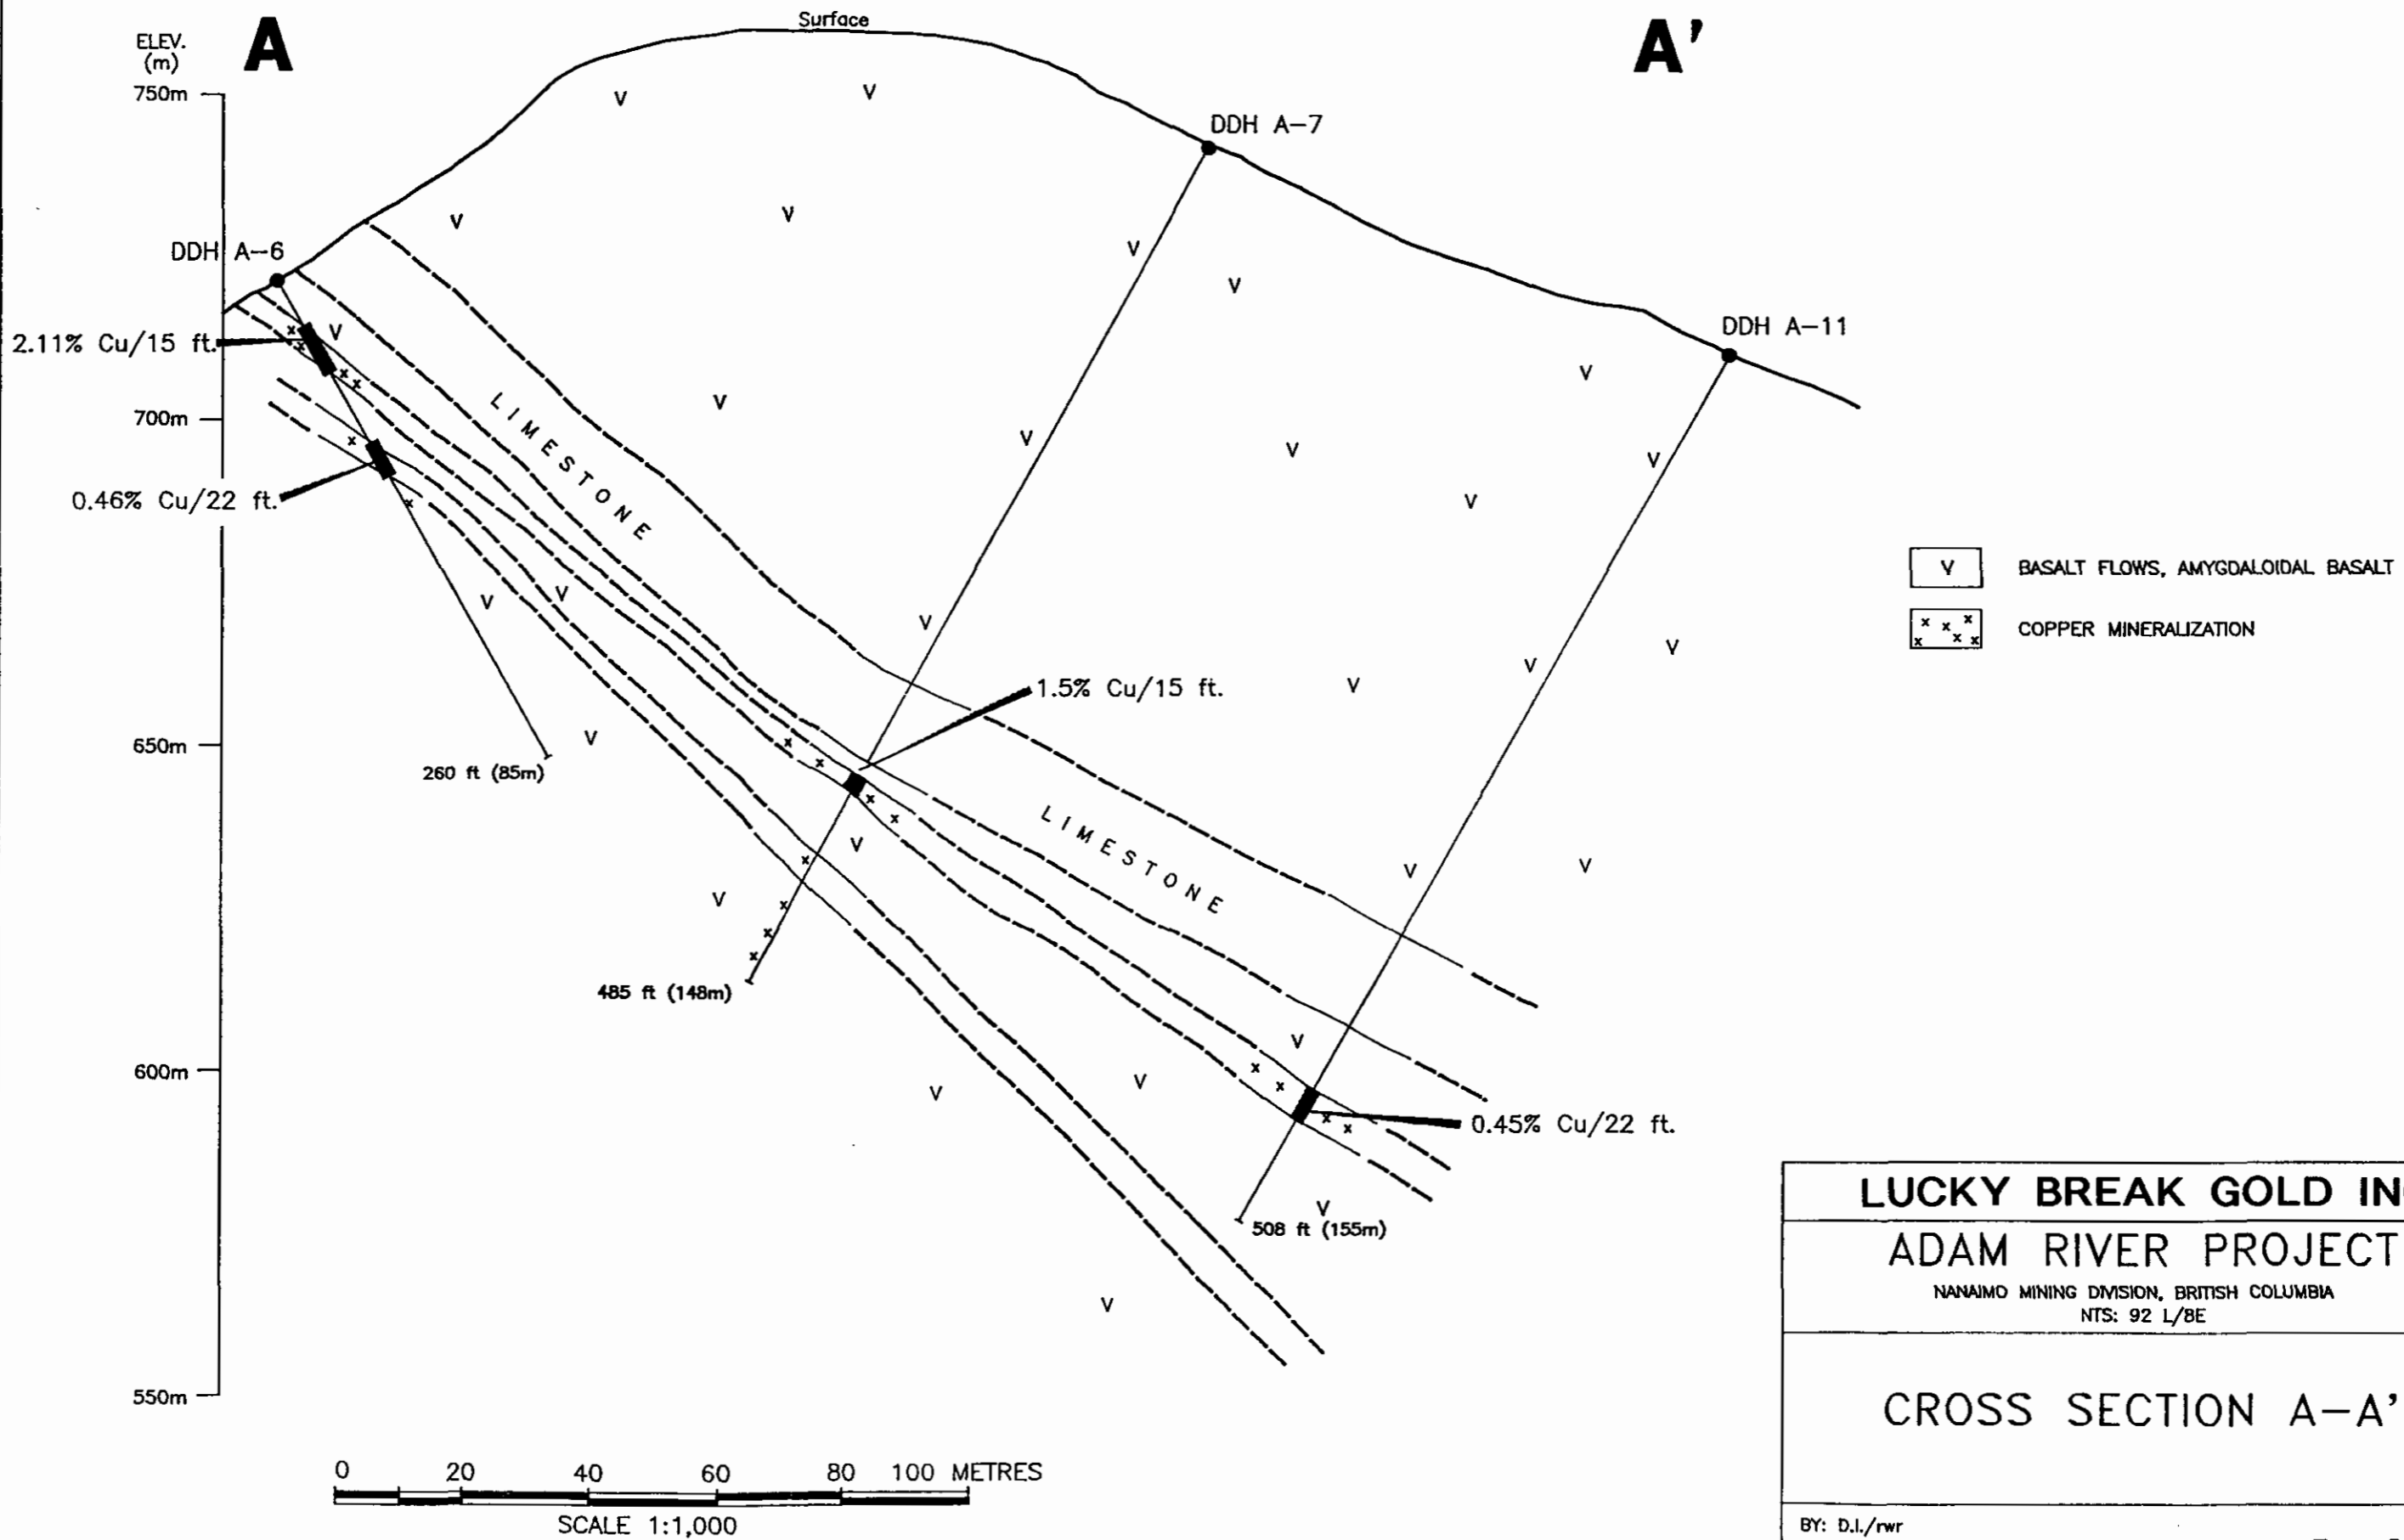 Surface
A
A'
ELEV.
(m)
750m
DDH A-7
DDH A-6
DDH A-11
2.11% Cu/15 ft.
700m
LIMESTONE
0.46% Cu/22 ft.
V BASALT FLOWS, AMYGDALOIDAL BASALT
COPPER MINERALIZATION
1.5% Cu/15 ft.
650m
260 ft (85m)
LIMESTONE
485 ft (148m)
600m
0.45% Cu/22 ft.
508 ft (155m)
550m
0 20 40 60 80 100 METRES
SCALE 1:1,000
LUCKY BREAK GOLD IN
ADAM RIVER PROJECT
NANAIMO MINING DIVISION, BRITISH COLUMBIA
NTS: 92 L/8E
CROSS SECTION A-A'
BY: D.I./rwr